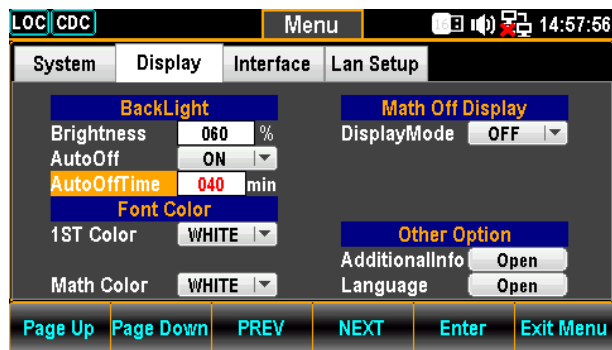 LOC CDC Menu 16 14:57:56
System Display Interface Lan Setup
BackLight
Brightness 060 %
AutoOff ON
AutoOffTime 040 min
Font Color
1ST Color WHITE
Math Color WHITE
Math Off Display
DisplayMode OFF
Other Option
AdditionalInfo Open
Language Open
Page Up Page Down PREV NEXT Enter Exit Menu